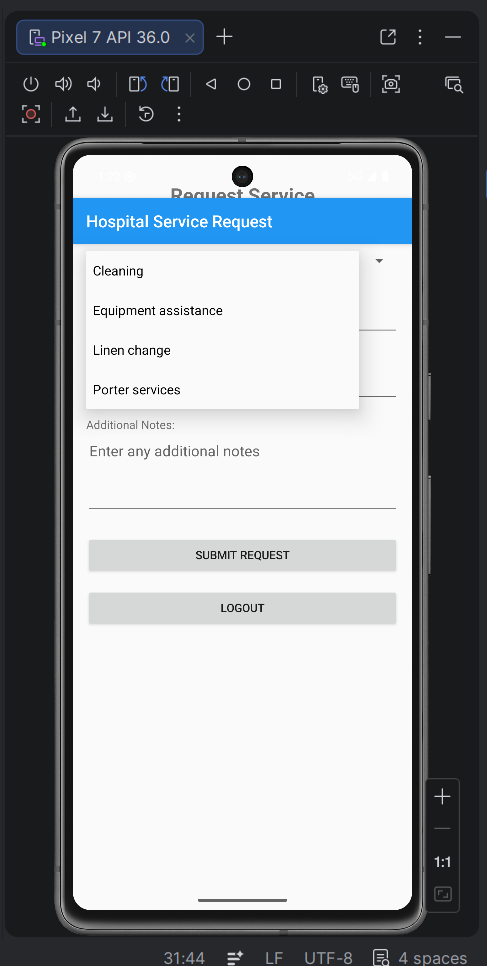 Pixel 7 API 36.0
Request Service
Hospital Service Request
Cleaning
Equipment assistance
Linen change
Porter services
Additional Notes:
Enter any additional notes
SUBMIT REQUEST
LOGOUT
1:1
31:44 LF UTF-8 4 spaces